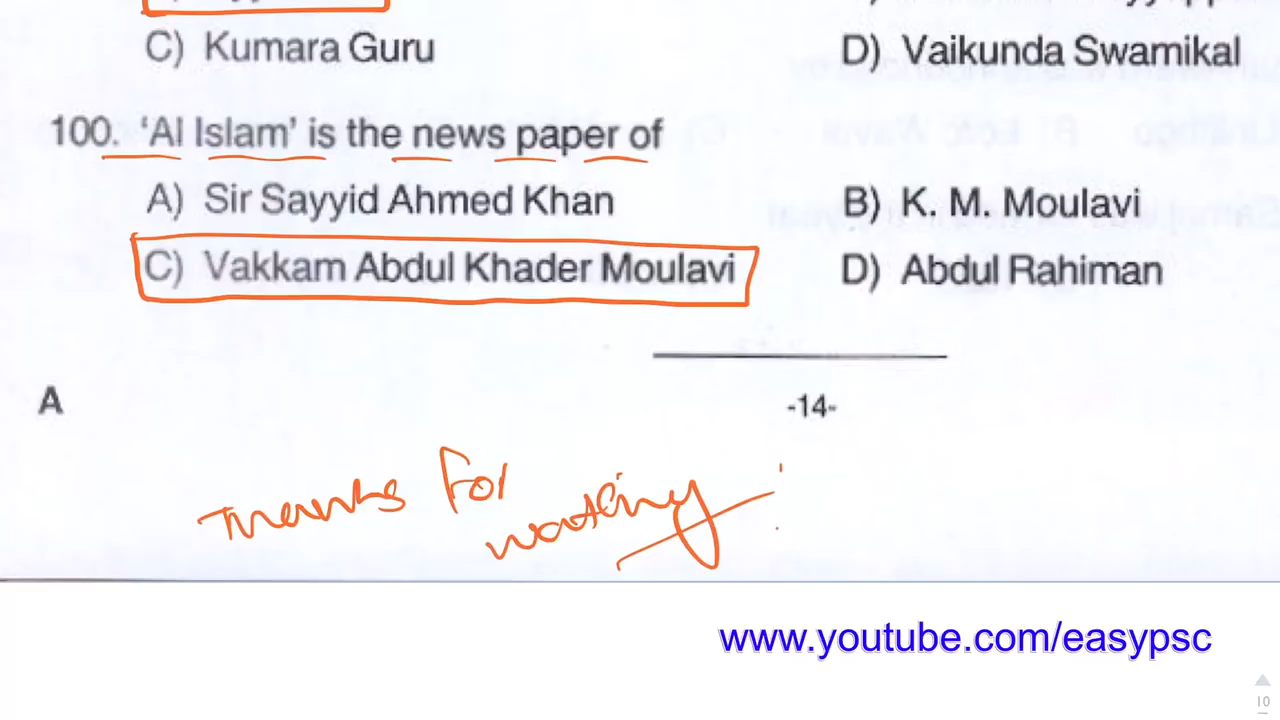 C) Kumara Guru
D) Vaikunda Swamikal
100. ‘Al Islam’ is the news paper of
A) Sir Sayyid Ahmed Khan
B) K. M. Moulavi
C) Vakkam Abdul Khader Moulavi
D) Abdul Rahiman
A
-14-
Thanks For
watching
www.youtube.com/easypsc
10